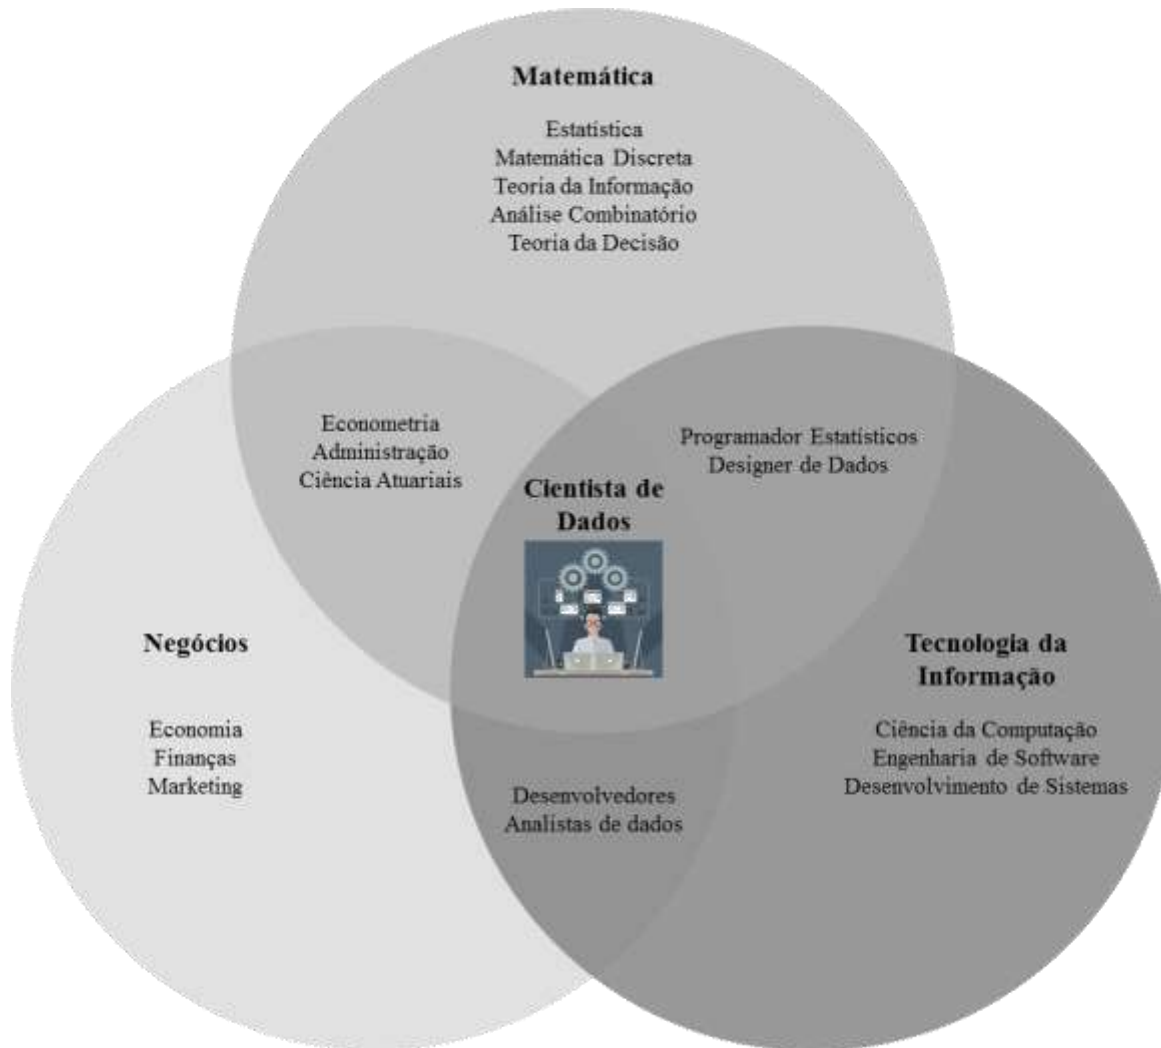 Matemática
Estatística
Matemática Discreta
Teoria da Informação
Análise Combinatório
Teoria da Decisão
Econometria
Administração
Ciência Atuariais
Programador Estatísticos
Designer de Dados
Cientista de
Dados
Negócios
Economia
Finanças
Marketing
Tecnologia da
Informação
Ciência da Computação
Engenharia de Software
Desenvolvimento de Sistemas
Desenvolvedores
Analistas de dados